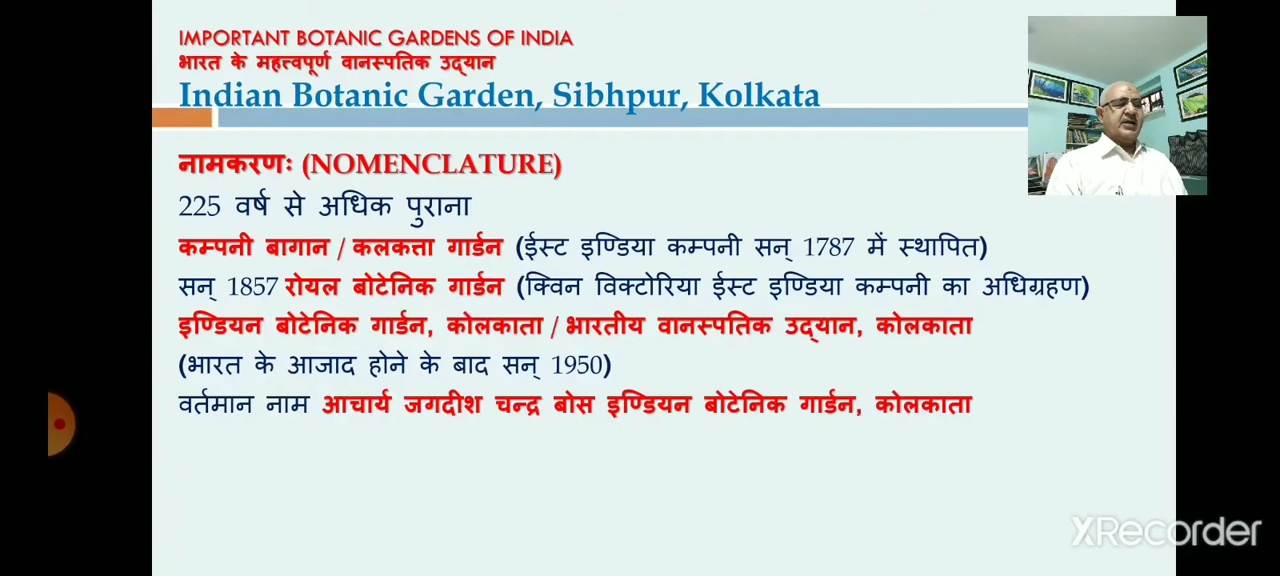 IMPORTANT BOTANIC GARDENS OF INDIA
भारत के महत्त्वपूर्ण वानस्पतिक उद्यान
Indian Botanic Garden, Sibhpur, Kolkata
नामकरणः (NOMENCLATURE)
225 वर्ष से अधिक पुराना
कम्पनी बागान / कलकत्ता गार्डन (ईस्ट इण्डिया कम्पनी सन् 1787 में स्थापित)
सन् 1857 रोयल बोटेनिक गार्डन (क्विन विक्टोरिया ईस्ट इण्डिया कम्पनी का अधिग्रहण)
इण्डियन बोटेनिक गार्डन, कोलकाता / भारतीय वानस्पतिक उद्यान, कोलकाता
(भारत के आजाद होने के बाद सन् 1950)
वर्तमान नाम आचार्य जगदीश चन्द्र बोस इण्डियन बोटेनिक गार्डन, कोलकाता
XRecorder